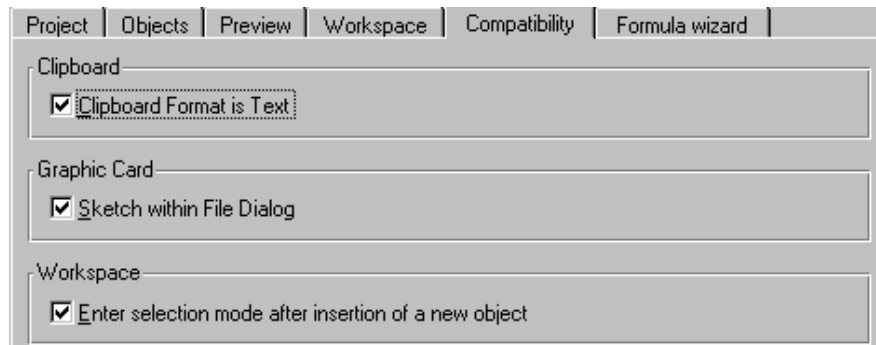 Project Objects Preview Workspace Compatibility Formula wizard
Clipboard
Clipboard Format is Text
Graphic Card
Sketch within File Dialog
Workspace
Enter selection mode after insertion of a new object